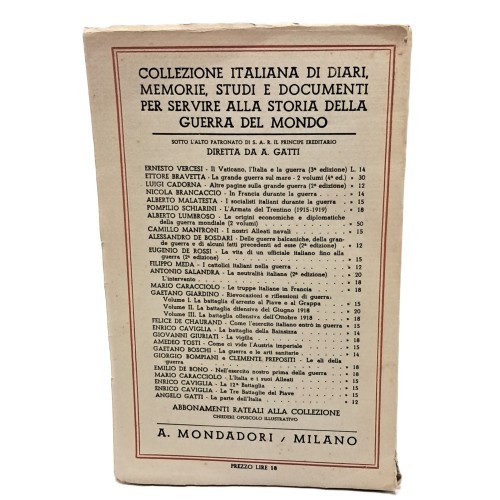 COLLEZIONE ITALIANA DI DIARI,
MEMORIE, STUDI E DOCUMENTI
PER SERVIRE ALLA STORIA DELLA
GUERRA DEL MONDO
SOTTO L'ALTO PATRONATO DI S. A. R. IL PRINCIPE EREDITARIO
DIRETTA DA A. GATTI
ERNESTO VERCESI - Il Vaticano, l'Italia e la guerra (3ª edizione) L. 14
ETTORE BRAVETTA - La grande guerra sul mare - 2 volumi (4ª ed.) » 30
LUIGI CADORNA - Altre pagine sulla grande guerra (2ª edizione) » 12
NICOLA BRANCACCIO - In Francia durante la guerra » 14
ALBERTO MALATESTA - I socialisti italiani durante la guerra » 15
POMPILIO SCHIARINI - L'Armata del Trentino (1915-1919) » 18
ALBERTO LUMBROSO - Le origini economiche e diplomatiche
della guerra mondiale (2 volumi) » 50
CAMILLO MANFRONI - I nostri Alleati navali » 15
ALESSANDRO DE BOSDARI - Delle guerre balcaniche, della gran-
de guerra e di alcuni fatti precedenti ad esse (2ª edizione) » 12
EUGENIO DE ROSSI - La vita di un ufficiale italiano fino alla
guerra (2ª edizione) » 15
FILIPPO MEDA - I cattolici italiani nella guerra » 12
ANTONIO SALANDRA - La neutralità italiana (2ª edizione) » 20
L'intervento » 18
MARIO CARACCIOLO - Le truppe italiane in Francia » 18
GAETANO GIARDINO - Rievocazioni e riflessioni di guerra:
Volume I. La battaglia d'arresto al Piave e al Grappa » 15
Volume II. La battaglia difensiva del Giugno 1918 » 20
Volume III. La battaglia offensiva dell'Ottobre 1918 » 18
FELICE DE CHAURAND - Come l'esercito italiano entrò in guerra » 15
ENRICO CAVIGLIA - La battaglia della Bainsizza » 14
GIOVANNI GIURIATI - La vigilia » 18
AMEDEO TOSTI - Come ci vide l'Austria imperiale » 15
GAETANO BOSCHI - La guerra e le arti sanitarie » 14
GIORGIO BOMPIANI e CLEMENTE PREPOSITI - Le ali della
guerra » 18
EMILIO DE BONO - Nell'esercito nostro prima della guerra » 18
MARIO CARACCIOLO - L'Italia e i suoi Alleati » 15
ENRICO CAVIGLIA - La 12ª Battaglia » 15
ENRICO CAVIGLIA - Le Tre Battaglie del Piave » 15
ANGELO GATTI - La parte dell'Italia » 12
ABBONAMENTI RATEALI ALLA COLLEZIONE
CHIEDERE OPUSCOLO ILLUSTRATIVO
A. MONDADORI / MILANO
PREZZO LIRE 18